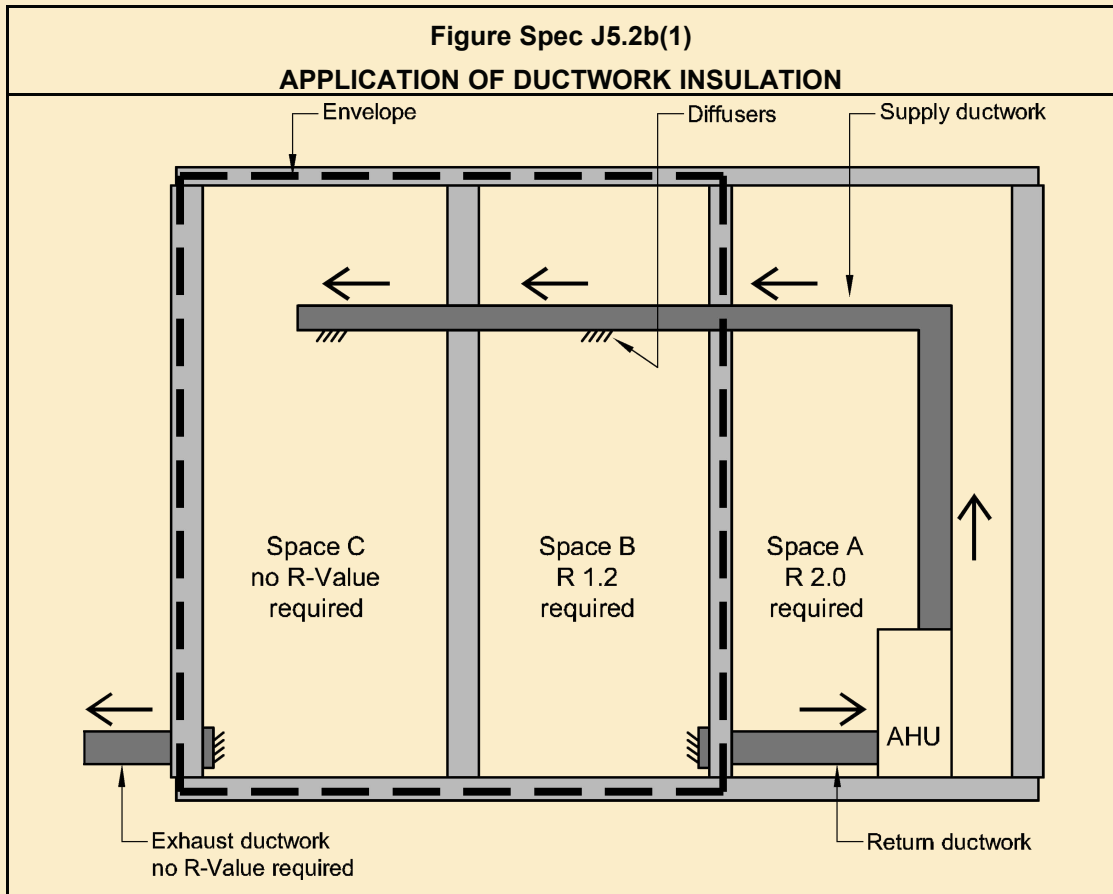 Figure Spec J5.2b(1)
APPLICATION OF DUCTWORK INSULATION
Envelope
Diffusers
Supply ductwork
Space C
no R-Value
required
Space B
R 1.2
required
Space A
R 2.0
required
AHU
Exhaust ductwork
no R-Value required
Return ductwork